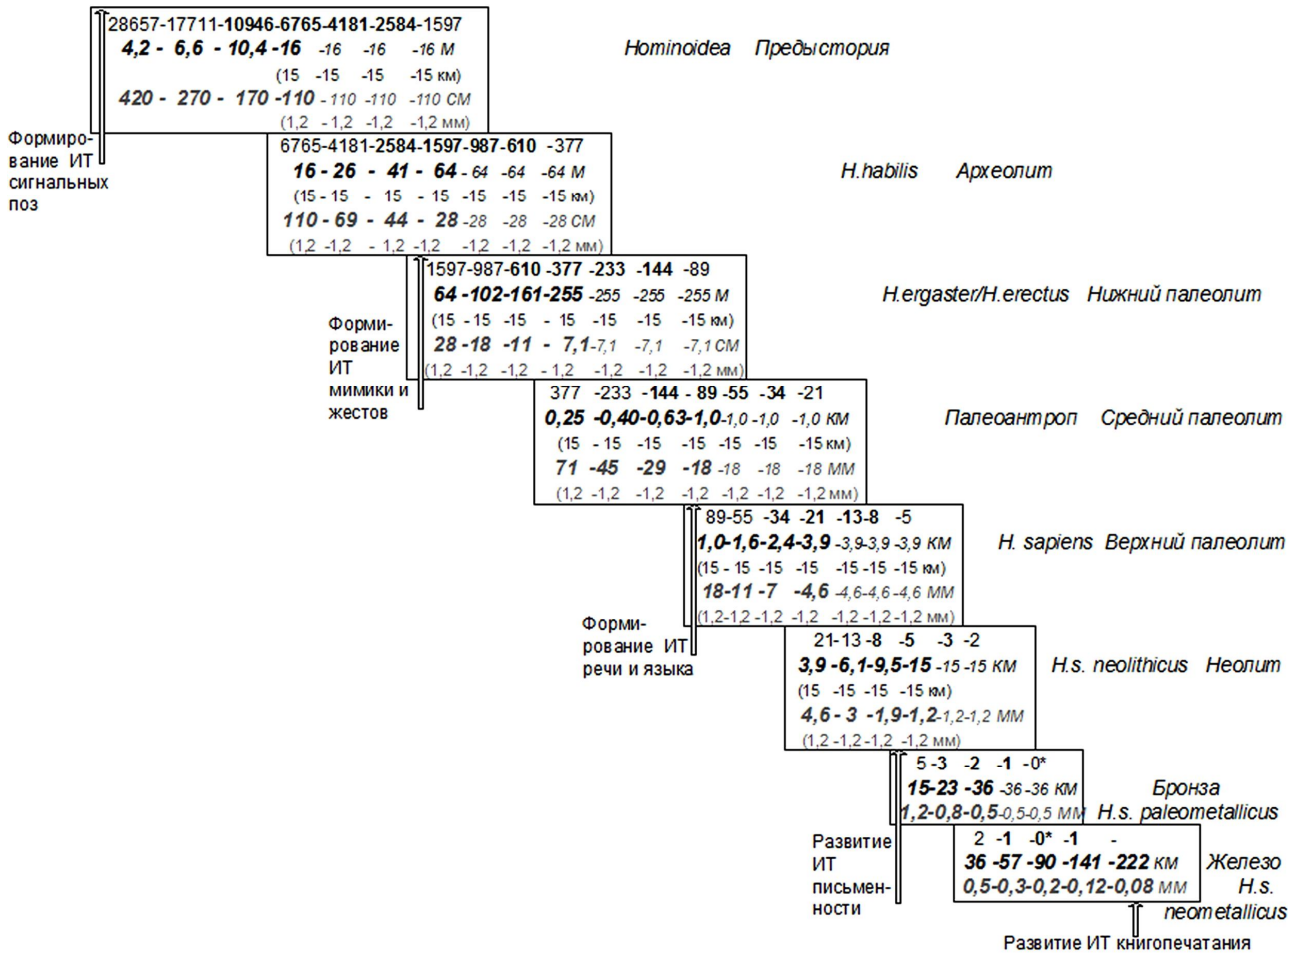 28657-17711-10946-6765-4181-2584-1597
4,2 - 6,6 - 10,4 -16 -16 -16 -16 М
Hominoidea Предыстория
(15 -15 -15 -15 км)
420 - 270 - 170 -110 - 110 -110 -110 СМ
(1,2 - 1,2 -1,2 -1,2 мм)
Формиро-
вание ИТ
сигнальных
поз
6765-4181-2584-1597-987-610 -377
16 - 26 - 41 - 64 - 64 -64 -64 М
H.habilis Археолит
(15 - 15 - 15 - 15 -15 -15 -15 км)
110 - 69 - 44 - 28 -28 -28 -28 СМ
(1,2 -1,2 - 1,2 -1,2 -1,2 -1,2 -1,2 мм)
1597-987-610 -377 -233 -144 -89
64 -102-161-255 -255 -255 -255 М
H.ergaster/H.erectus Нижний палеолит
(15 - 15 -15 - 15 -15 -15 -15 км)
28 -18 -11 - 7,1-7,1 -7,1 -7,1 СМ
(1,2 -1,2 -1,2 - 1,2 -1,2 -1,2 -1,2 мм)
Форми-
рование
ИТ
мимики и
жестов
377 -233 -144 - 89 -55 -34 -21
0,25 -0,40-0,63-1,0-1,0 -1,0 -1,0 КМ
Палеоантроп Средний палеолит
(15 - 15 -15 -15 -15 -15 -15 км)
71 -45 -29 -18 -18 -18 -18 ММ
(1,2 -1,2 -1,2 -1,2 -1,2 -1,2 -1,2 мм)
89-55 -34 -21 -13-8 -5
1,0-1,6-2,4-3,9 -3,9-3,9 -3,9 КМ
H. sapiens Верхний палеолит
(15 - 15 -15 -15 -15 -15 -15 км)
18-11 -7 -4,6 -4,6-4,6 -4,6 ММ
(1,2-1,2 -1,2 -1,2 -1,2 -1,2 -1,2 мм)
Форми-
рование ИТ
речи и языка
21-13 -8 -5 -3 -2
3,9 -6,1-9,5-15 -15 -15 КМ
H.s. neolithicus Неолит
(15 -15 -15 -15 км)
4,6 - 3 -1,9-1,2-1,2-1,2 ММ
(1,2 -1,2 -1,2 -1,2 мм)
5 -3 -2 -1 -0*
15-23 -36 -36 -36 КМ
Бронза
1,2-0,8-0,5-0,5-0,5 ММ
H.s. paleometallicus
Развитие
ИТ
письмен-
ности
2 -1 -0* -1 -
36 -57 -90 -141 -222 КМ
Железо
0,5-0,3-0,2-0,12-0,08 ММ
H.s.
neometallicus
Развитие ИТ книгопечатания